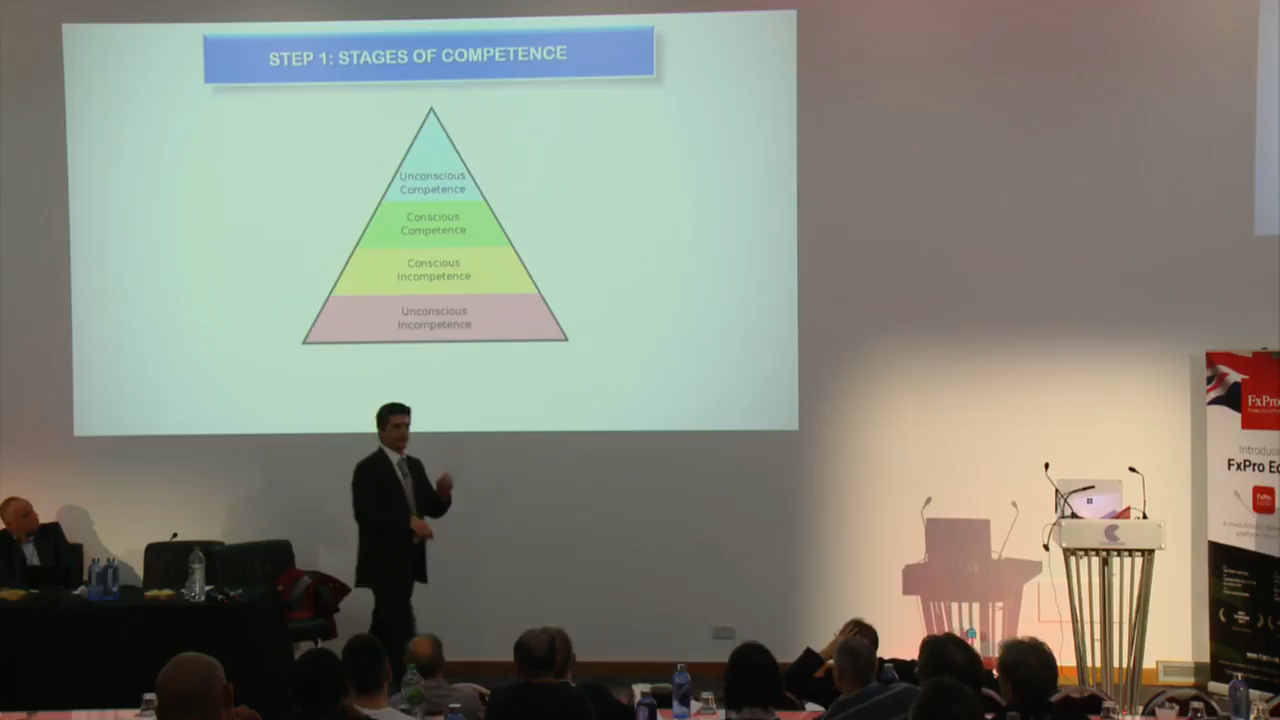 STEP 1: STAGES OF COMPETENCE
Unconscious
Competence
Conscious
Competence
Conscious
Incompetence
Unconscious
Incompetence
FxPro
FxPro